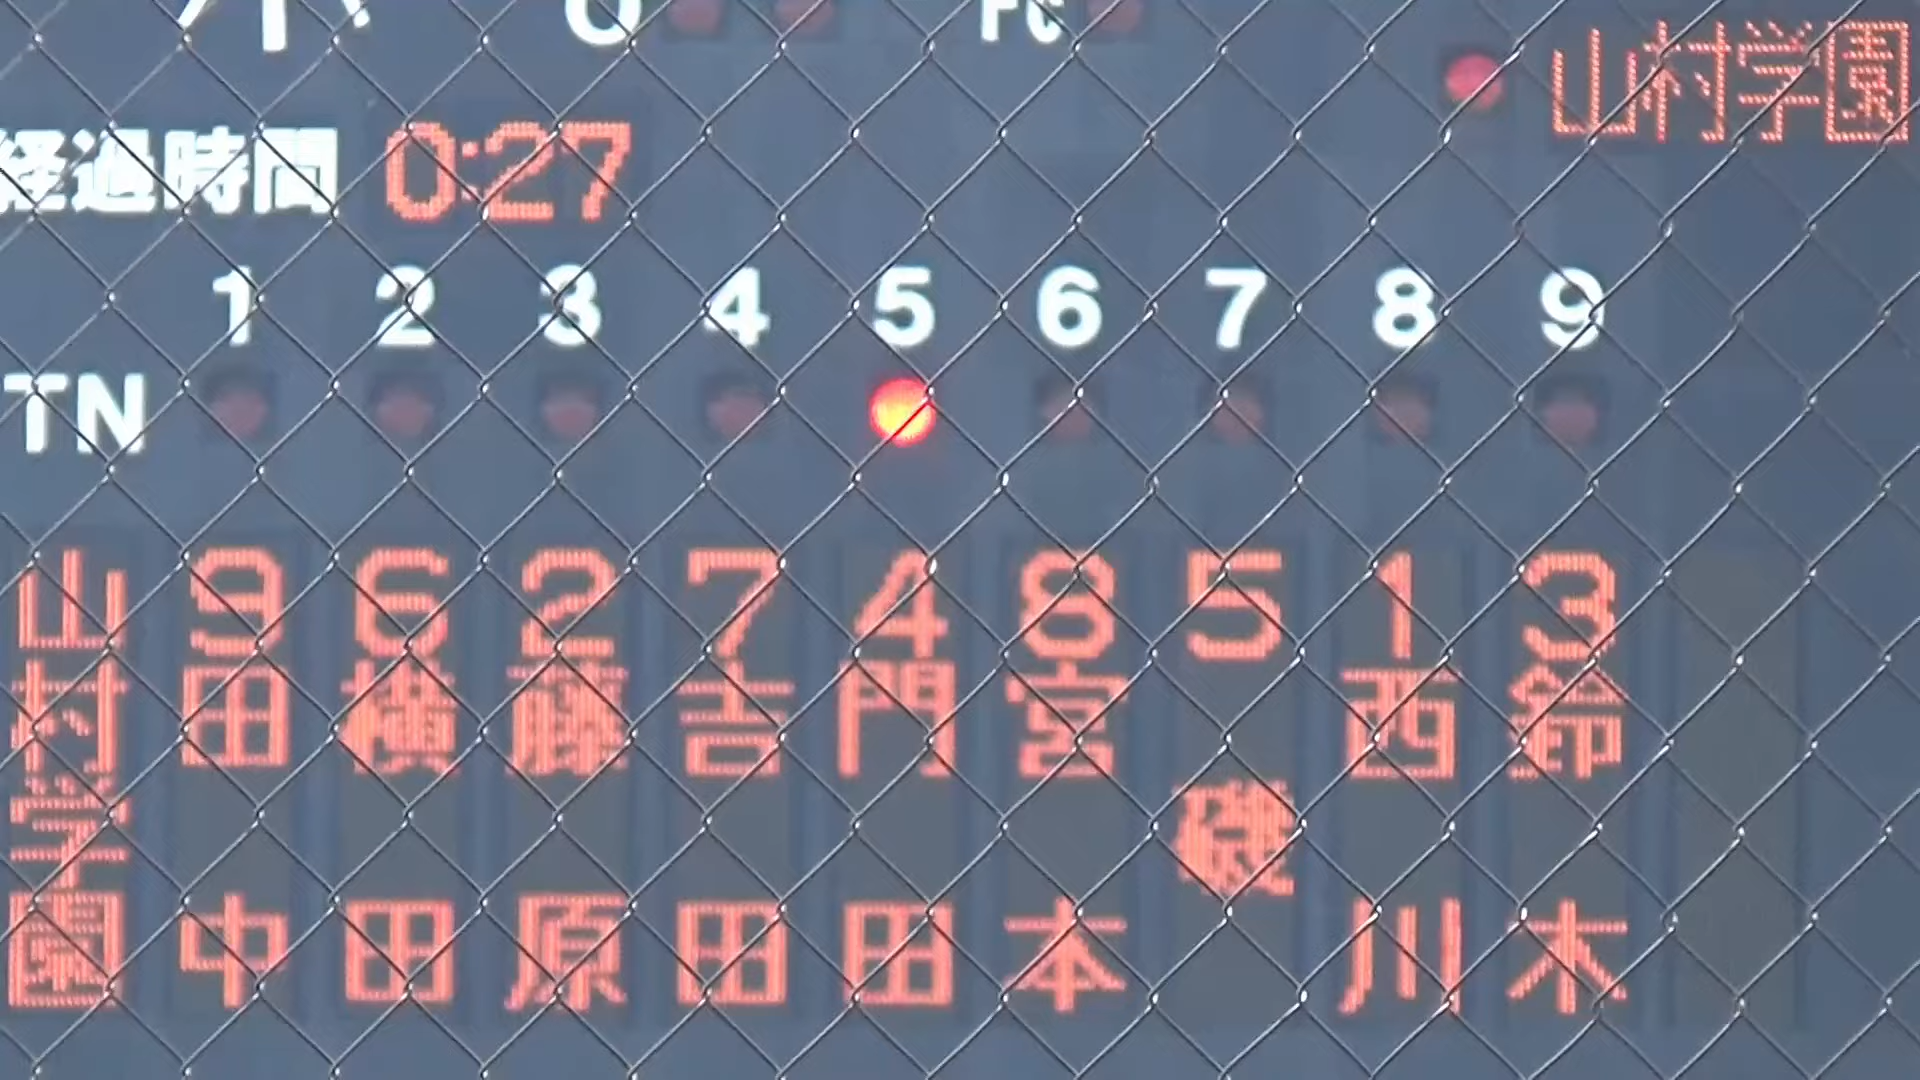 O FC
山村学園
経過時間 0:27
1 2 3 4 5 6 7 8 9
TN
山村学園
9 田中
6 横田
2 藤原
7 吉田
4 門田
8 宮本
5 磯
1 西川
3 鈴木